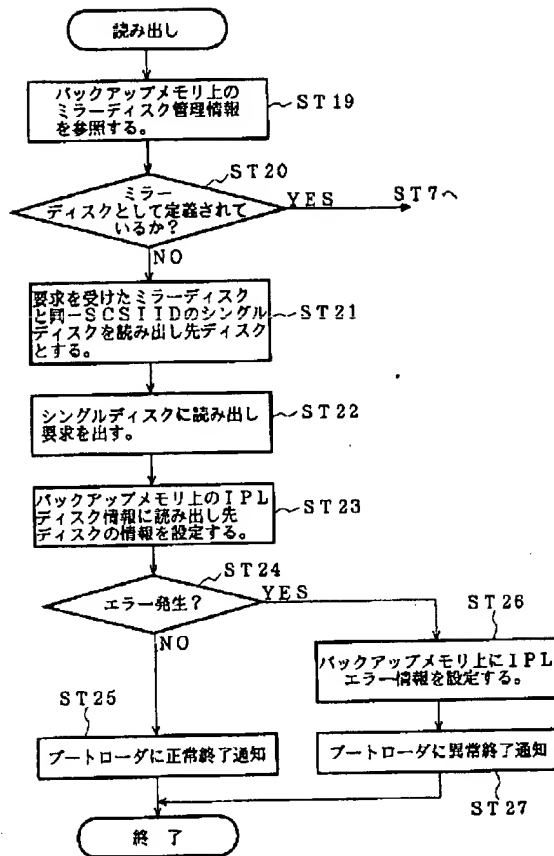 読み出し
バックアップメモリ上の
ミラーディスク管理情報
を参照する。
ST19
ST20
ミラー
ディスクとして定義されて
いるか?
YES
ST7へ
NO
要求を受けたミラーディスク
と同一SCSIIDのシングル
ディスクを読み出し先ディスク
とする。
ST21
シングルディスクに読み出し
要求を出す。
ST22
バックアップメモリ上のIPL
ディスク情報に読み出し先
ディスクの情報を設定する。
ST23
ST24
エラー発生?
YES
NO
ST26
バックアップメモリ上にIPL
エラー情報を設定する。
ST25
ブートローダに正常終了通知
ブートローダに異常終了通知
ST27
終了